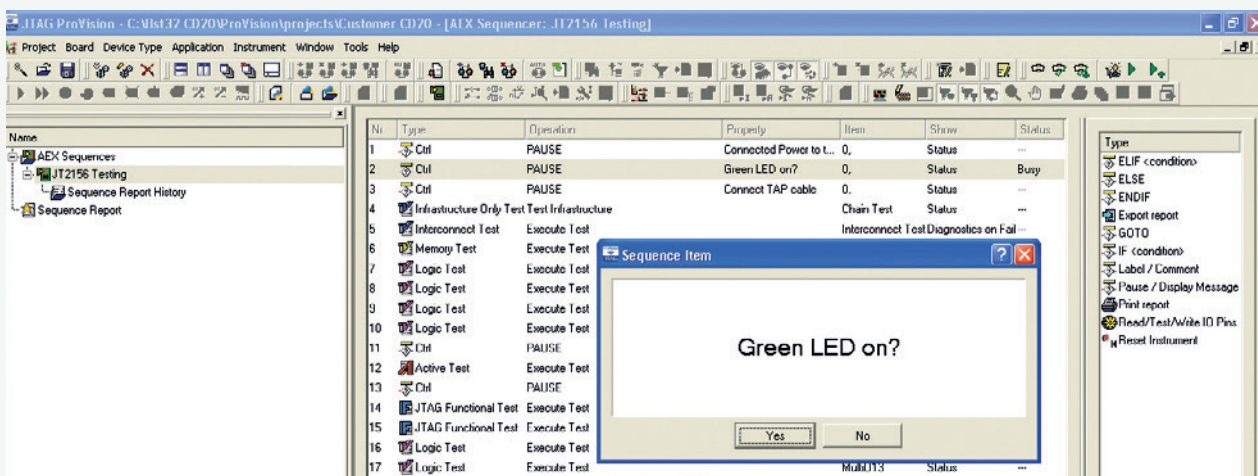 JTAG ProVision - C:\Ust32 CD20\ProVision\projects\Customer CD20 - [AEX Sequencer: JT2156 Testing]
Project Board Device Type Application Instrument Window Tools Help
Name
AEX Sequences
JT2156 Testing
Sequence Report History
Sequence Report
Nr. Type Operation Property Item Show Status
1 Ctrl PAUSE Connected Power to t... 0, Status ---
2 Ctrl PAUSE Green LED on? 0, Status Busy
3 Ctrl PAUSE Connect TAP cable 0, Status ---
4 Infrastructure Only Test Test Infrastructure Chain Test Status ---
5 Interconnect Test Execute Test Interconnect Test Diagnostics on Fail ---
6 Memory Test Execute Test
7 Logic Test Execute Test
8 Logic Test Execute Test
9 Logic Test Execute Test
10 Logic Test Execute Test
11 Ctrl PAUSE
12 Active Test Execute Test
13 Ctrl PAUSE
14 JTAG Functional Test Execute Test
15 JTAG Functional Test Execute Test
16 Logic Test Execute Test
17 Logic Test Execute Test Status ---
Sequence Item
Green LED on?
Yes No
Type
ELIF <condition>
ELSE
ENDIF
Export report
GOTO
IF <condition>
Label / Comment
Pause / Display Message
Print report
Read/Test/Write IO Pins
Reset Instrument